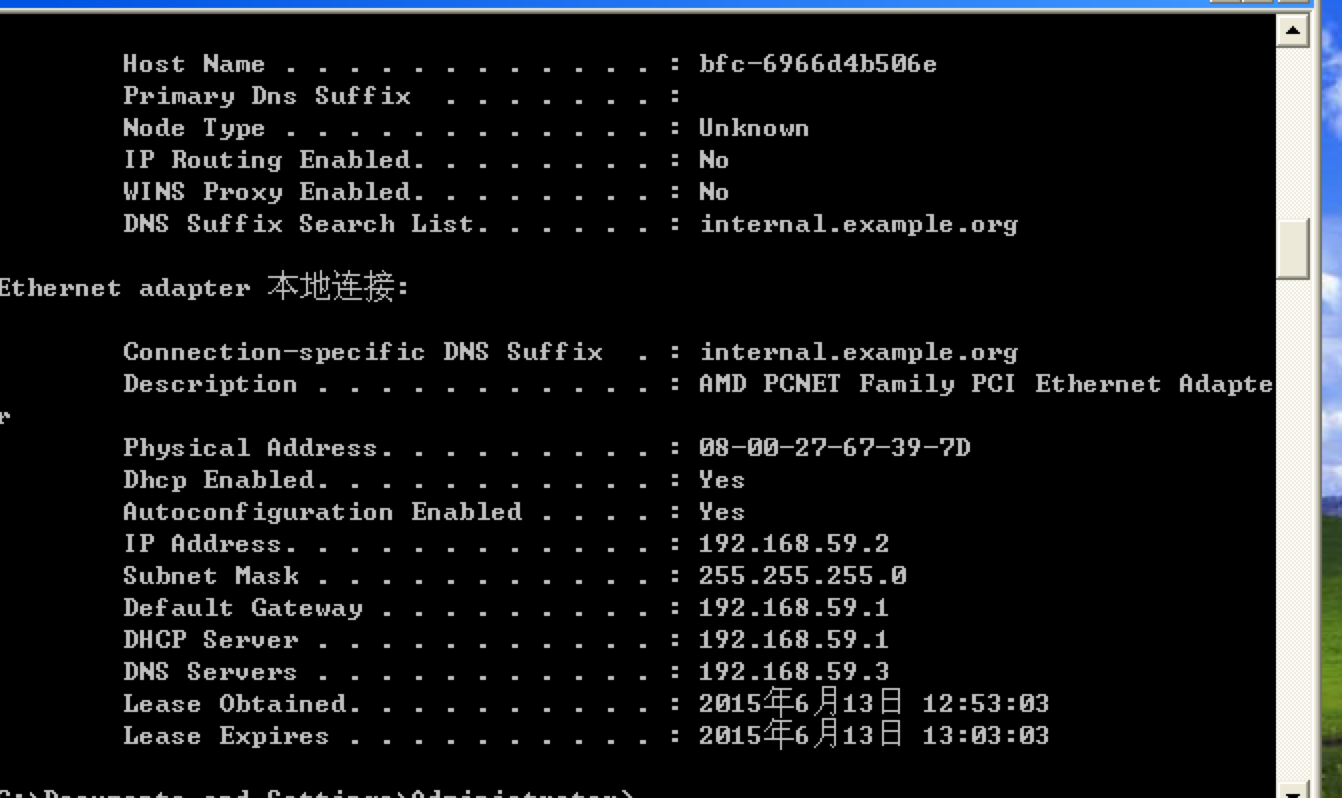 Host Name . . . . . . . . . . . . : bfc-6966d4b506e
Primary Dns Suffix  . . . . . . . :
Node Type . . . . . . . . . . . . : Unknown
IP Routing Enabled. . . . . . . . : No
WINS Proxy Enabled. . . . . . . . : No
DNS Suffix Search List. . . . . . : internal.example.org
Ethernet adapter 本地连接:
Connection-specific DNS Suffix  . : internal.example.org
Description . . . . . . . . . . . : AMD PCNET Family PCI Ethernet Adapte
r
Physical Address. . . . . . . . . : 08-00-27-67-39-7D
Dhcp Enabled. . . . . . . . . . . : Yes
Autoconfiguration Enabled . . . . : Yes
IP Address. . . . . . . . . . . . : 192.168.59.2
Subnet Mask . . . . . . . . . . . : 255.255.255.0
Default Gateway . . . . . . . . . : 192.168.59.1
DHCP Server . . . . . . . . . . . : 192.168.59.1
DNS Servers . . . . . . . . . . . : 192.168.59.3
Lease Obtained. . . . . . . . . . : 2015年6月13日 12:53:03
Lease Expires . . . . . . . . . . : 2015年6月13日 13:03:03
C:\Documents and Settings\Administrator>